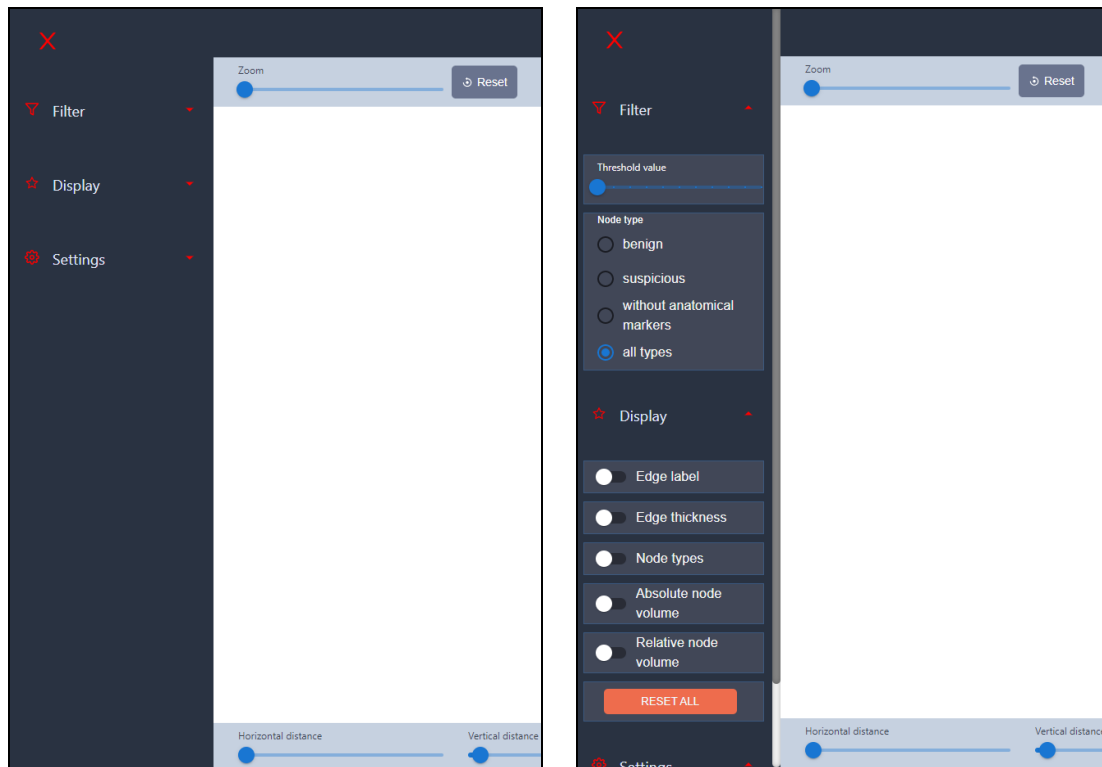 Zoom
Reset
Filter
Display
Settings
Horizontal distance
Vertical distance
Zoom
Reset
Filter
Threshold value
Node type
benign
suspicious
without anatomical
markers
all types
Display
Edge label
Edge thickness
Node types
Absolute node
volume
Relative node
volume
RESET ALL
Settings
Horizontal distance
Vertical distance